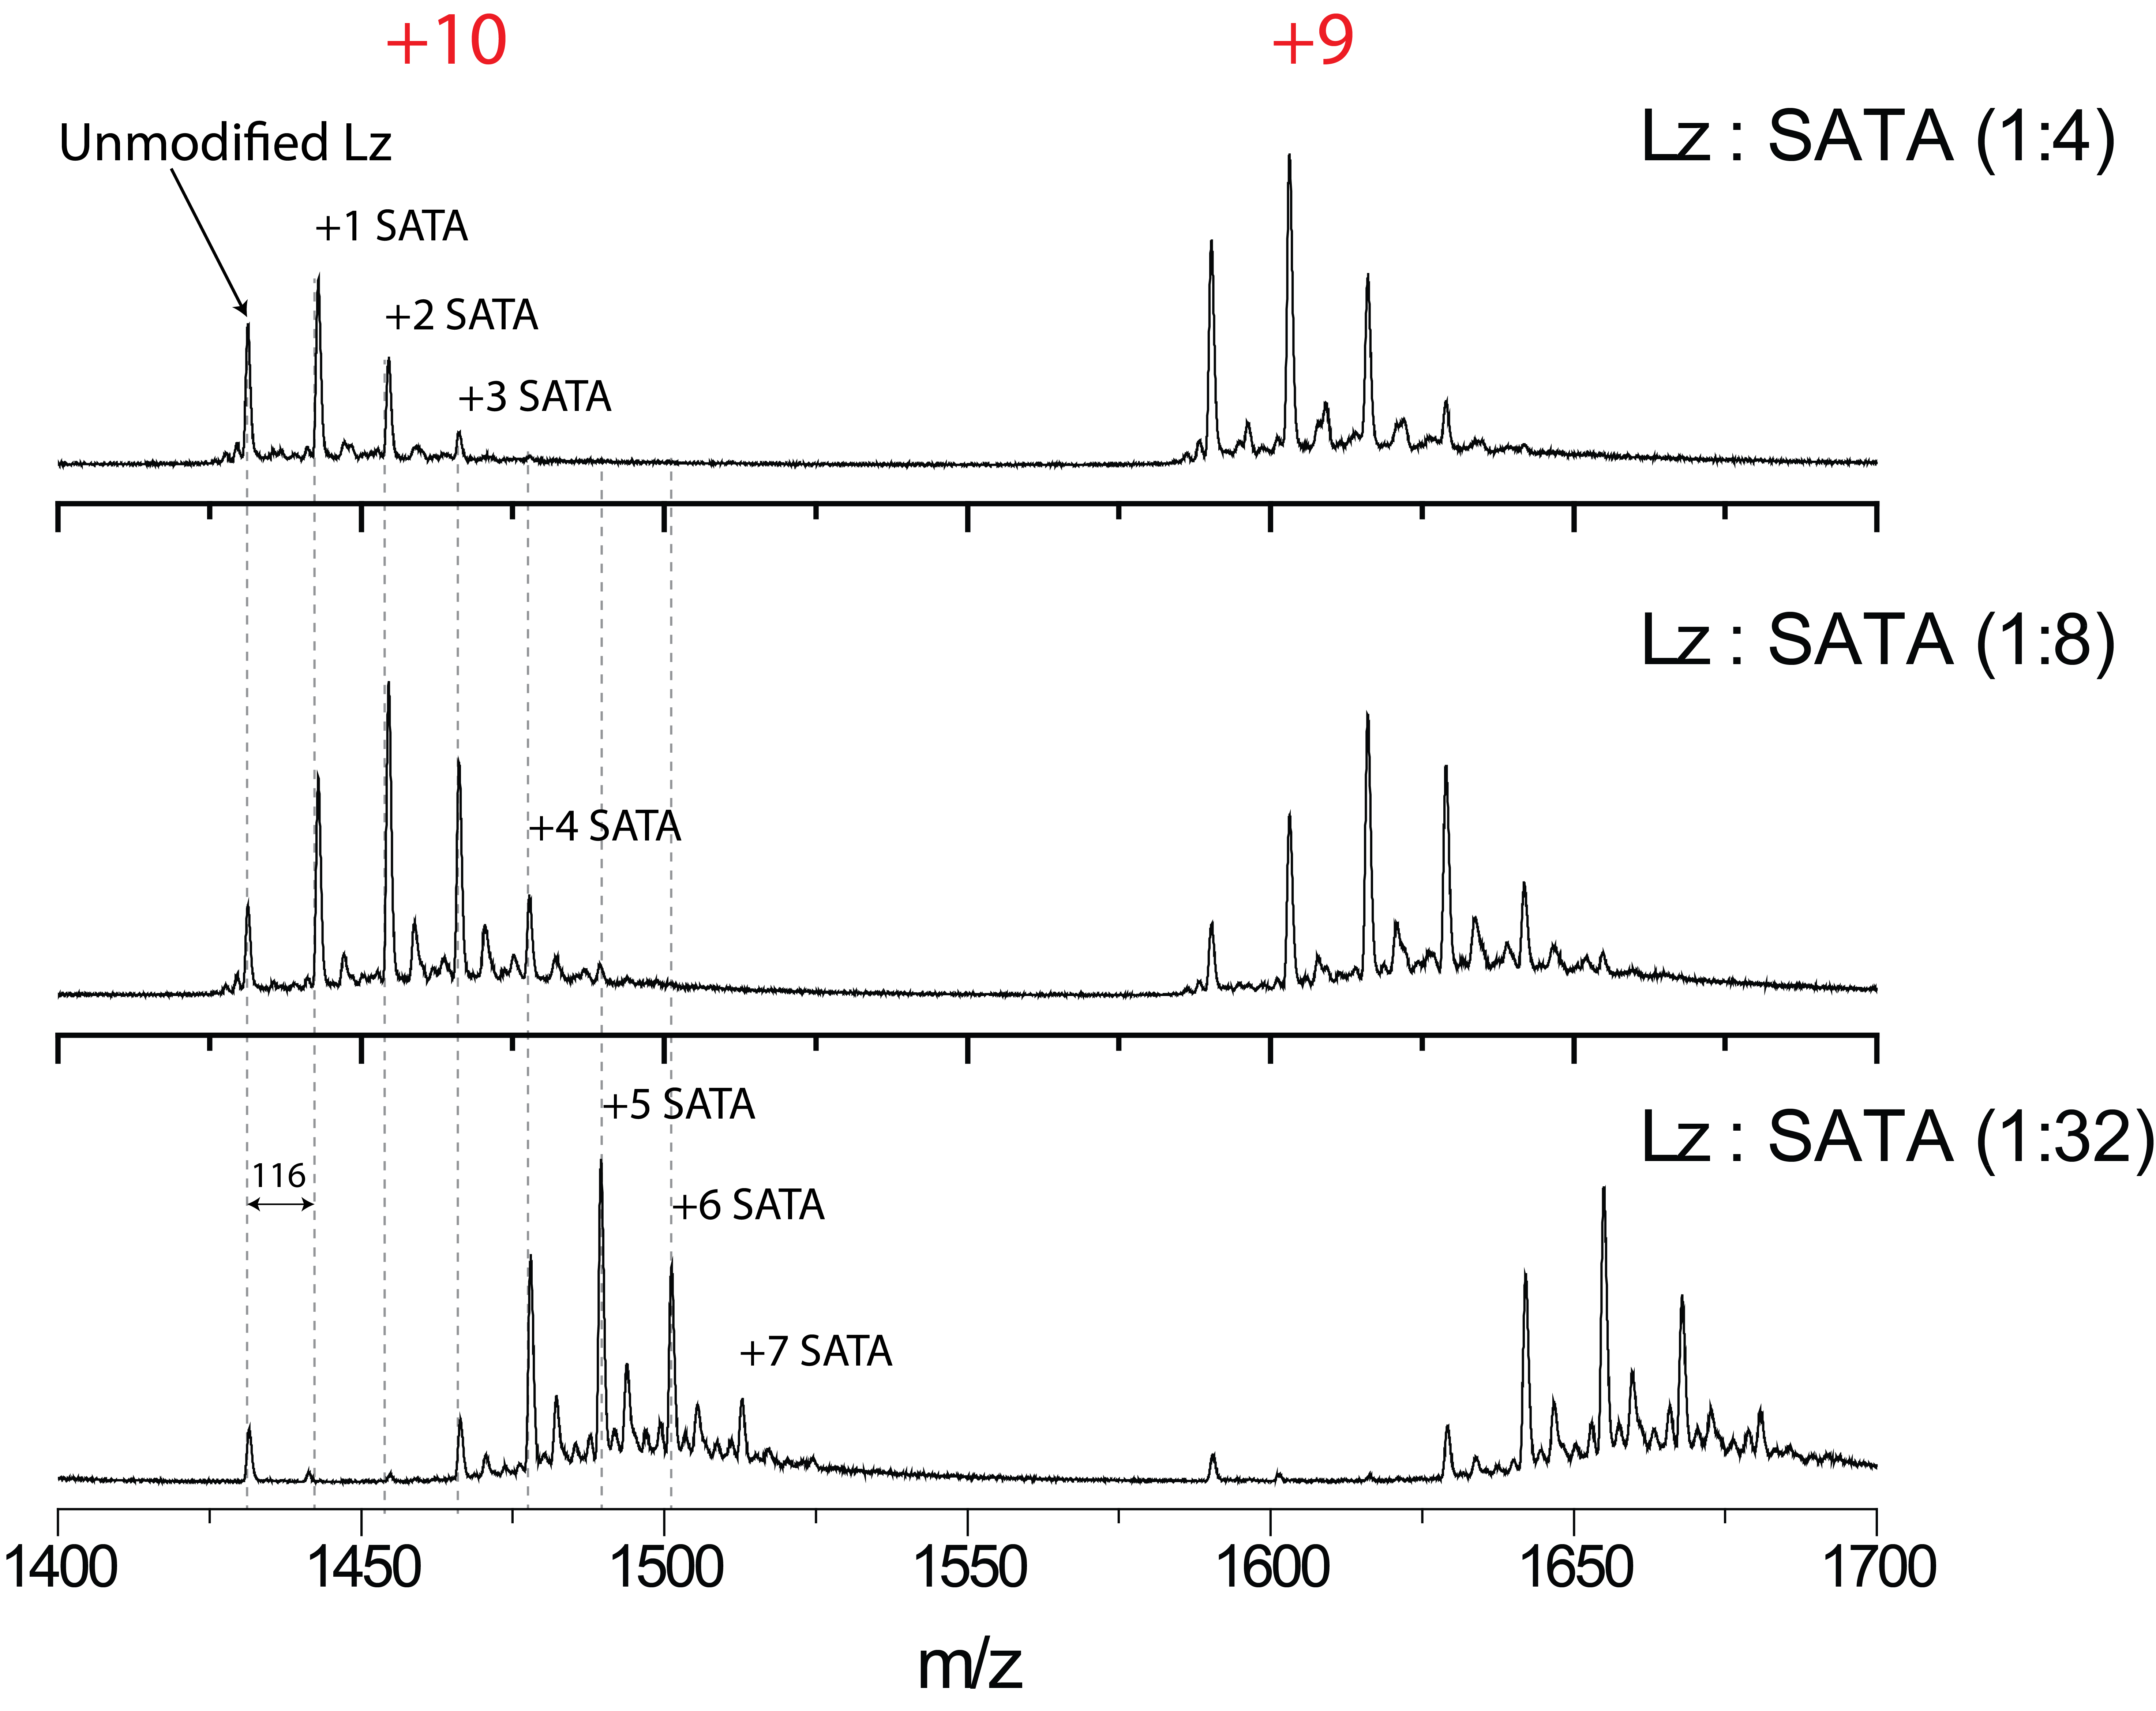 +10 +9
Lz : SATA (1:4)
Unmodified Lz
+1 SATA
+2 SATA
+3 SATA
Lz : SATA (1:8)
+4 SATA
+5 SATA
Lz : SATA (1:32)
116
+6 SATA
+7 SATA
1400 1450 1500 1550 1600 1650 1700
m/z